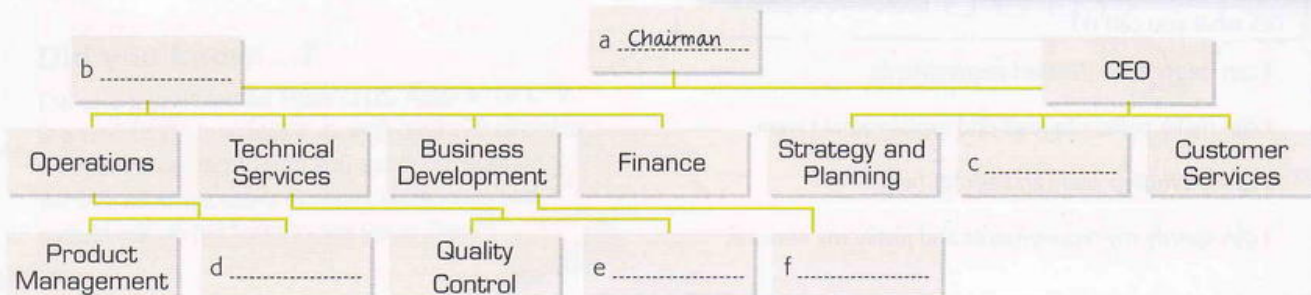 a Chairman
b
CEO
Operations
Technical
Services
Business
Development
Finance
Strategy and
Planning
c
Customer
Services
Product
Management
d
Quality
Control
e
f